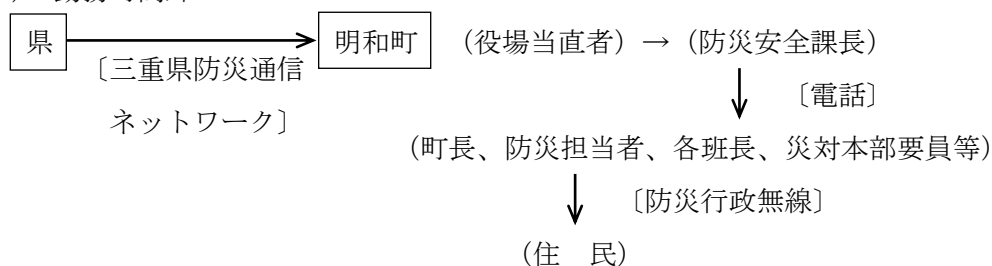 県 明和町 (役場当直者) → (防災安全課長)
〔三重県防災通信
ネットワーク〕
〔電話〕
(町長、防災担当者、各班長、災対本部要員等)
〔防災行政無線〕
(住 民)